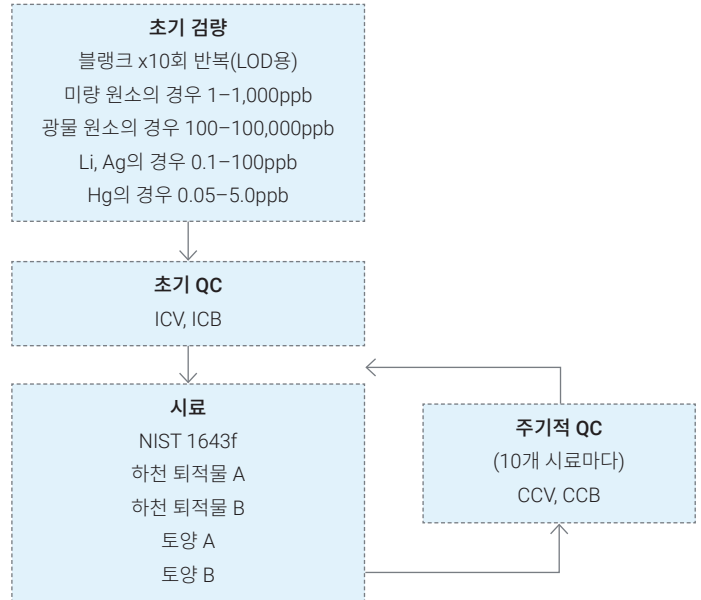 초기 검량
블랭크 x10회 반복(LOD용)
미량 원소의 경우 1–1,000ppb
광물 원소의 경우 100–100,000ppb
Li, Ag의 경우 0.1–100ppb
Hg의 경우 0.05–5.0ppb
초기 QC
ICV, ICB
시료
NIST 1643f
하천 퇴적물 A
하천 퇴적물 B
토양 A
토양 B
주기적 QC
(10개 시료마다)
CCV, CCB